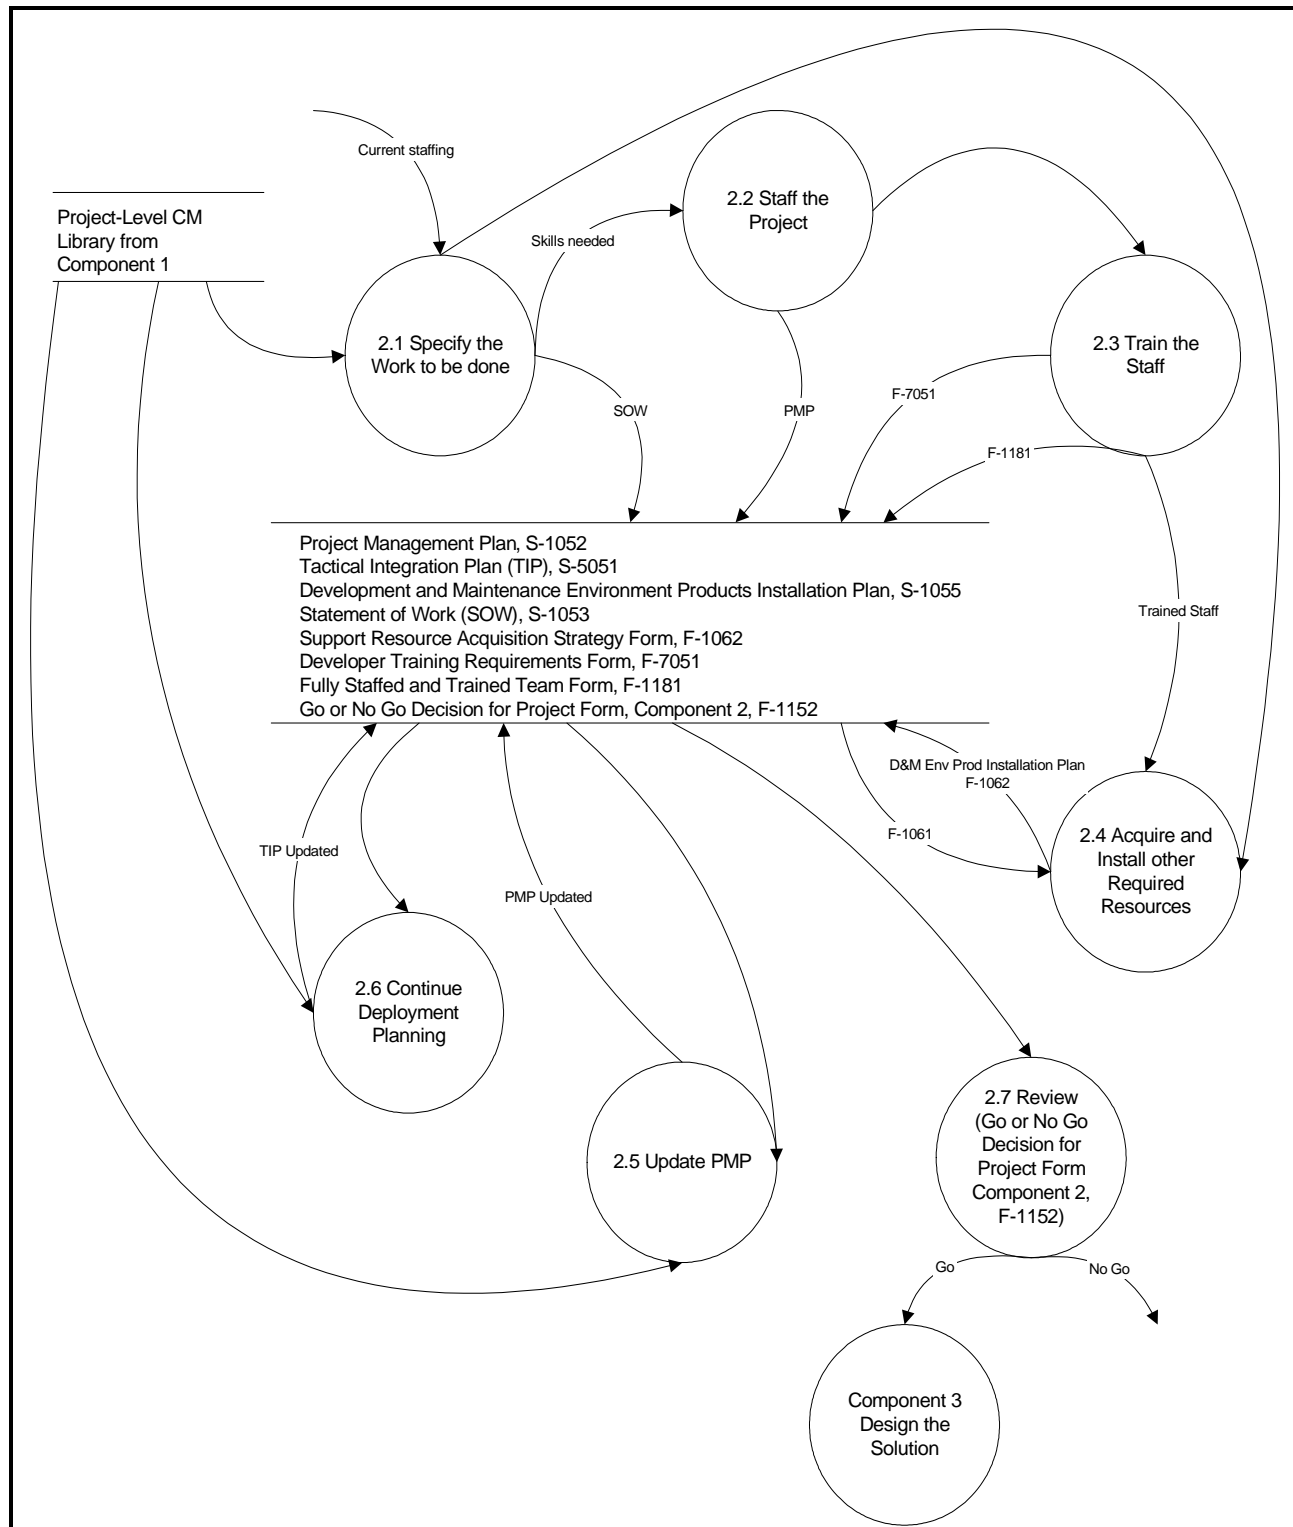 Current staffing
Project-Level CM
Library from
Component 1
2.2 Staff the
Project
Skills needed
2.1 Specify the
Work to be done
2.3 Train the
Staff
SOW
PMP
F-7051
F-1181
Project Management Plan, S-1052
Tactical Integration Plan (TIP), S-5051
Development and Maintenance Environment Products Installation Plan, S-1055
Statement of Work (SOW), S-1053
Support Resource Acquisition Strategy Form, F-1062
Developer Training Requirements Form, F-7051
Fully Staffed and Trained Team Form, F-1181
Go or No Go Decision for Project Form, Component 2, F-1152
Trained Staff
D&M Env Prod Installation Plan
F-1062
F-1061
2.4 Acquire and
Install other
Required
Resources
TIP Updated
PMP Updated
2.6 Continue
Deployment
Planning
2.5 Update PMP
2.7 Review
(Go or No Go
Decision for
Project Form
Component 2,
F-1152)
Go
No Go
Component 3
Design the
Solution